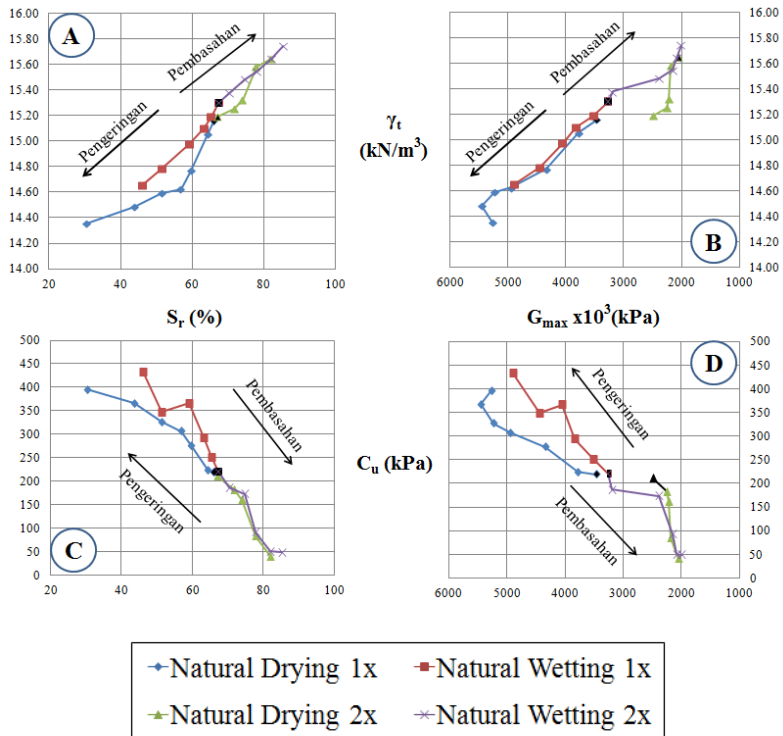 16.00
15.80
15.60
15.40
15.20
15.00
14.80
14.60
14.40
14.20
14.00
20 40 60 80 100
A
Pembasahan
Pengeringan
γt
(kN/m³)
16.00
15.80
15.60
15.40
15.20
15.00
14.80
14.60
14.40
14.20
14.00
6000 5000 4000 3000 2000 1000
B
Pembasahan
Pengeringan
Sr (%)
Gmax x10³(kPa)
500
450
400
350
300
250
200
150
100
50
0
20 40 60 80 100
C
Pembasahan
Pengeringan
Cu (kPa)
500
450
400
350
300
250
200
150
100
50
0
6000 5000 4000 3000 2000 1000
D
Pengeringan
Pembasahan
Natural Drying 1x
Natural Wetting 1x
Natural Drying 2x
Natural Wetting 2x